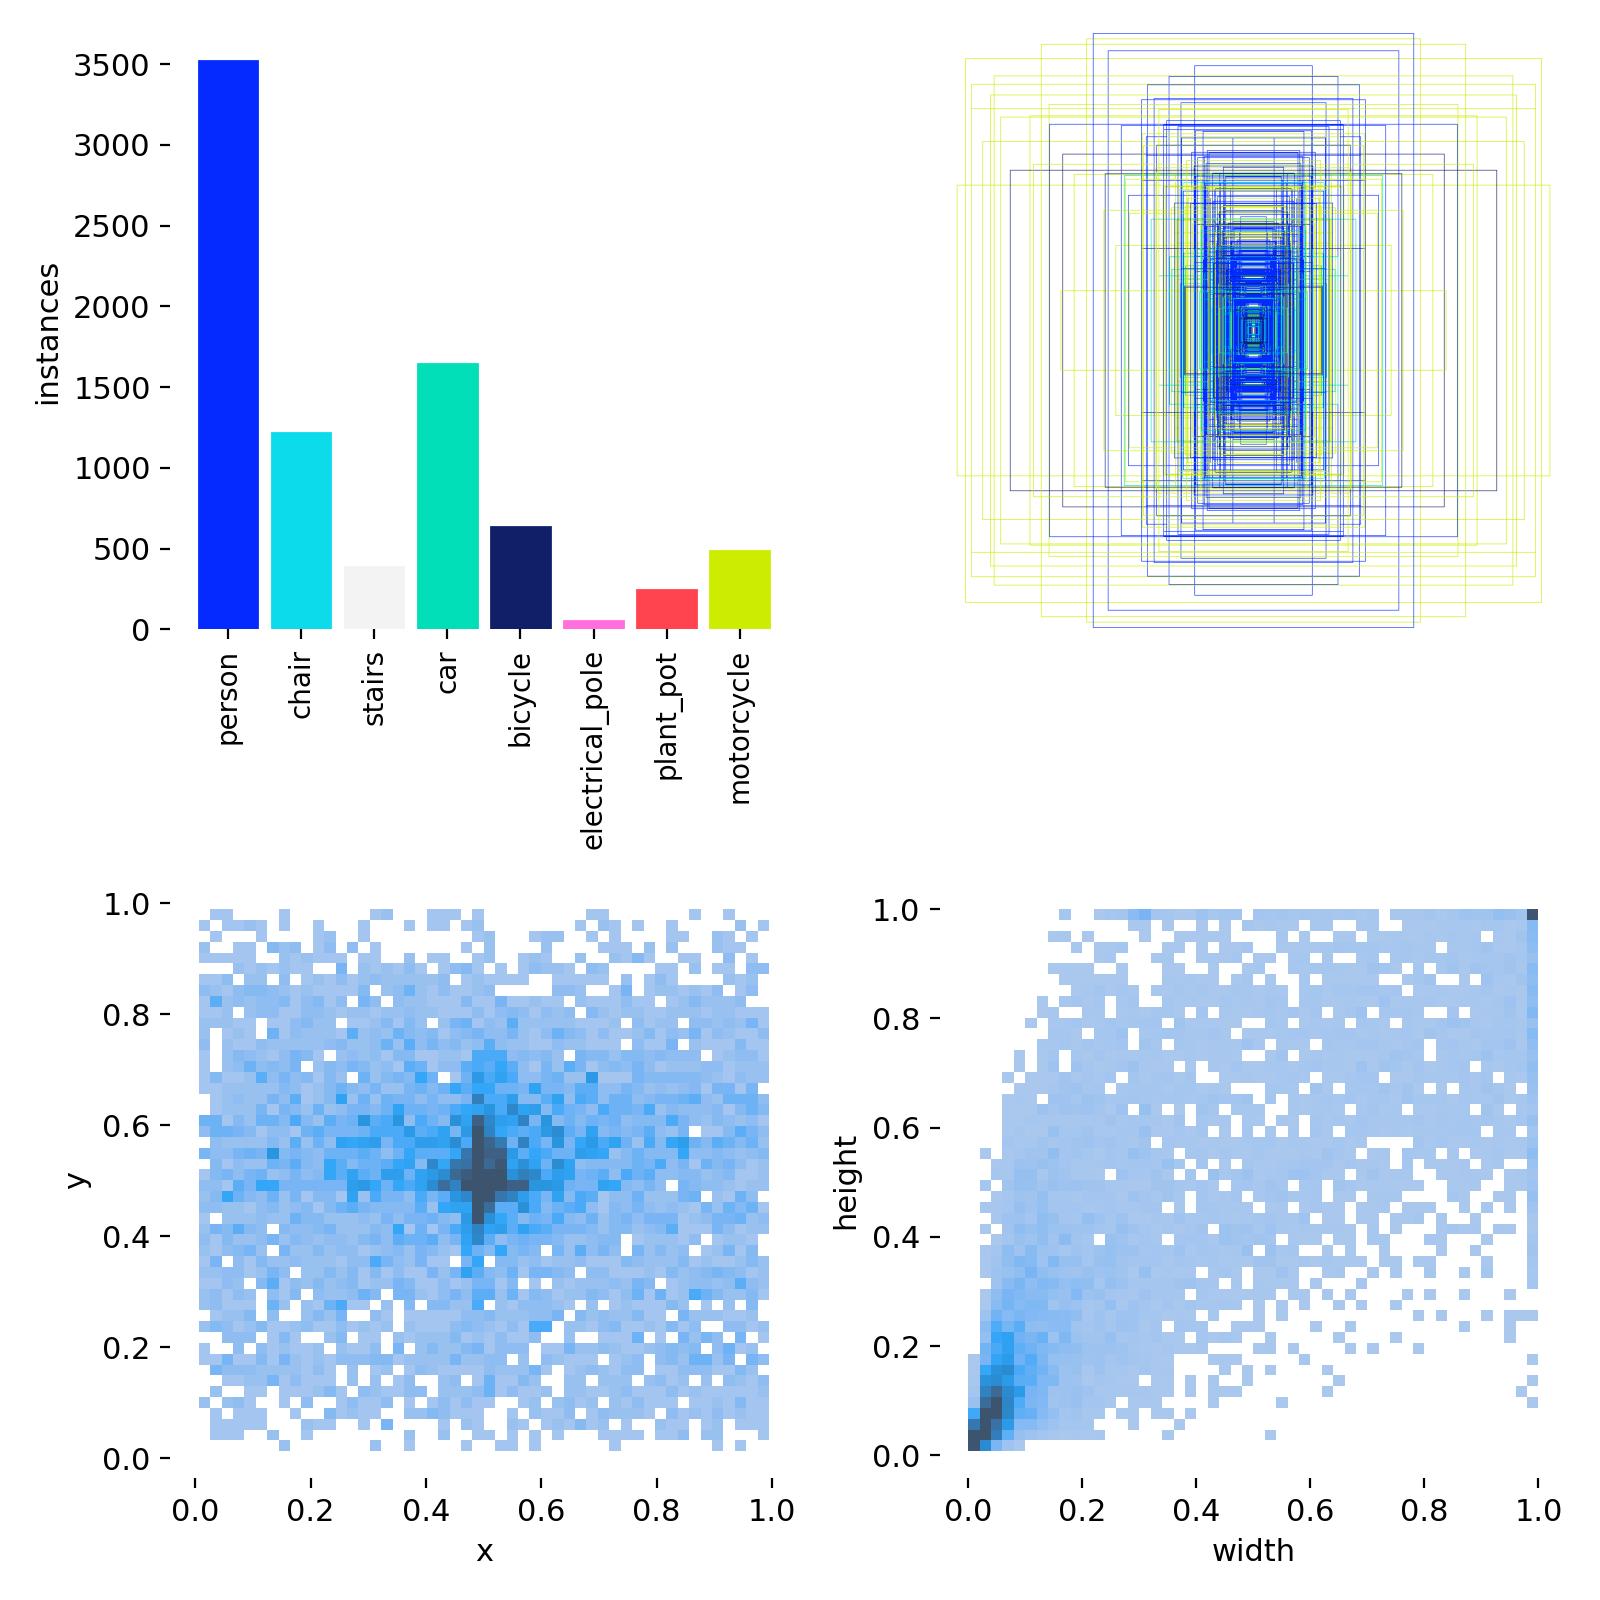 3500
3000
2500
2000
1500
1000
500
0
instances
person
chair
stairs
car
bicycle
electrical_pole
plant_pot
motorcycle
1.0
0.8
0.6
0.4
0.2
0.0
y
0.0 0.2 0.4 0.6 0.8 1.0
x
1.0
0.8
0.6
0.4
0.2
0.0
height
0.0 0.2 0.4 0.6 0.8 1.0
width